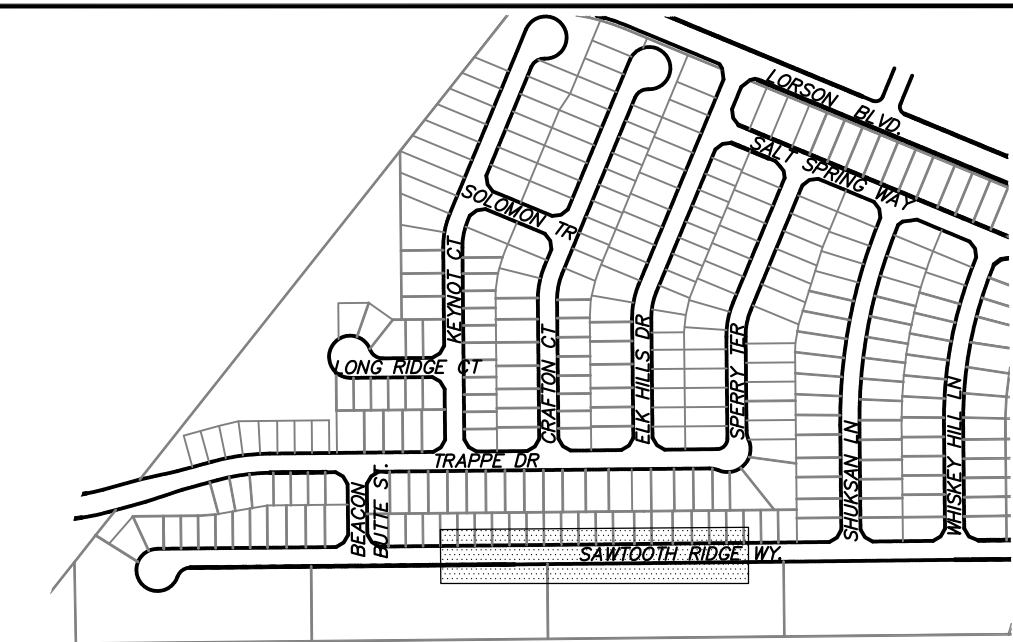 LORSON BLVD.
SALT SPRING WAY
SOLOMON TR
KEYNOT CT
LONG RIDGE CT
CRAFTON CT
ELK HILLS DR
SPERRY TER
SHUKSAN LN
WHISKEY HILL LN
TRAPPE DR
BEACON
BUTTE ST.
SAWTOOTH RIDGE WY.